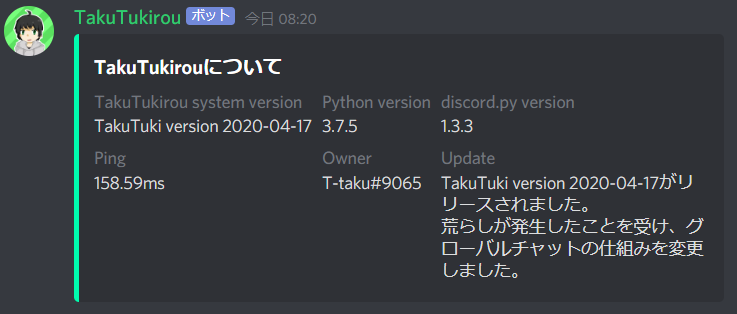 TakuTukirou ボット 今日 08:20
TakuTukirouについて
TakuTukirou system version Python version discord.py version
TakuTuki version 2020-04-17 3.7.5 1.3.3
Ping Owner Update
158.59ms T-taku#9065 TakuTuki version 2020-04-17がリ
リースされました。
荒らしが発生したことを受け、グ
ローバルチャットの仕組みを変更
しました。